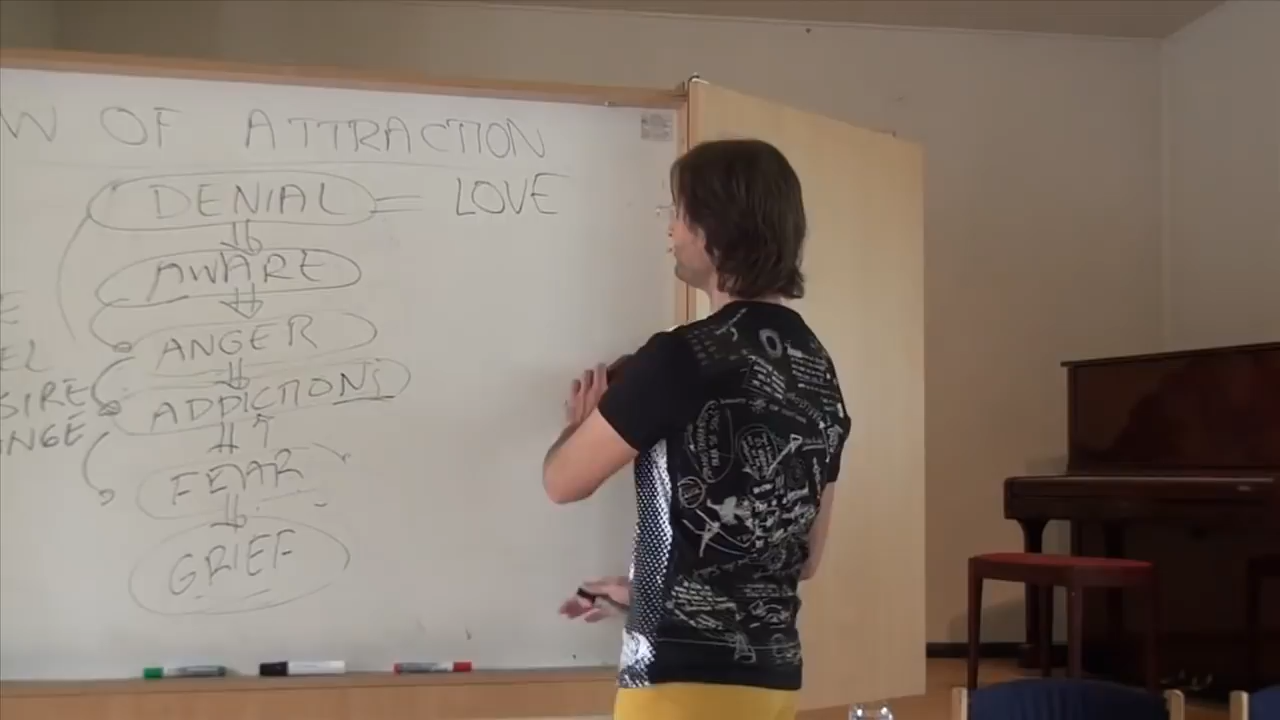 W OF ATTRACTION
DENIAL = LOVE
AWARE
ANGER
ADDICTIONS
FEAR
GRIEF
E
EL
SIRE
NGE